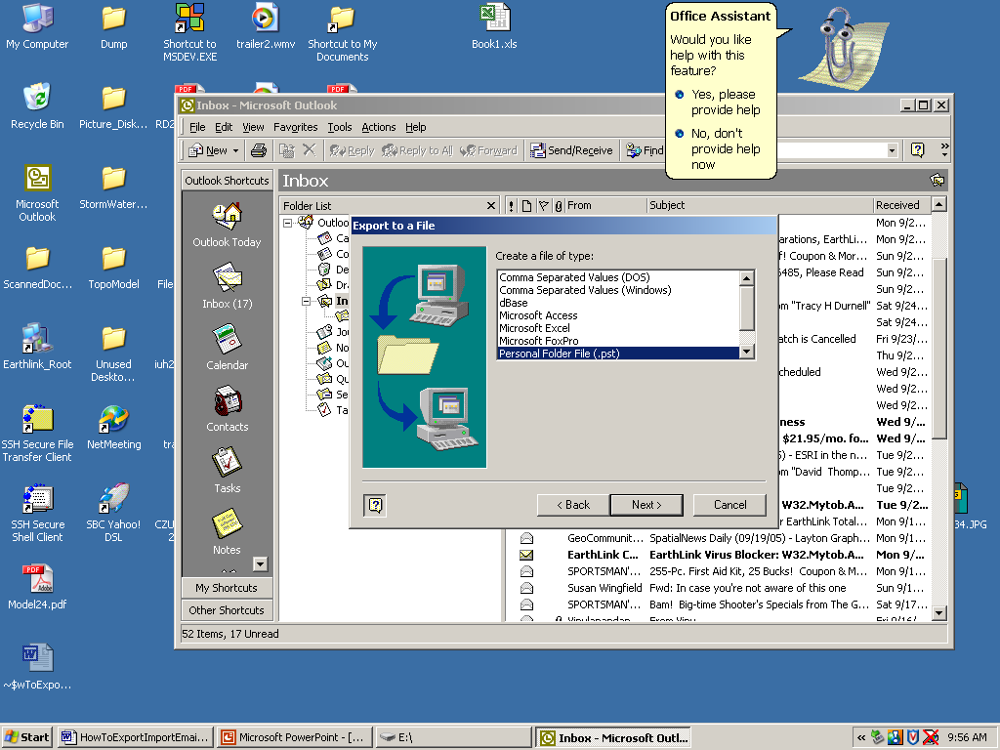 My Computer
Dump
Shortcut to
MSDEV.EXE
trailer2.wmv
Shortcut to My
Documents
Book1.xls
Office Assistant
Would you like
help with this
feature?
Yes, please
provide help
No, don't
provide help
now
Recycle Bin
Picture_Disk...
RD2
Microsoft
Outlook
StormWater...
ScannedDoc...
TopoModel
File
Earthlink_Root
Unused
Deskto...
iuh2
SSH Secure File
Transfer Client
NetMeeting
tra
SSH Secure
Shell Client
SBC Yahoo!
DSL
CZU
2
34.JPG
Model24.pdf
~$wToExpo...
Inbox - Microsoft Outlook
File Edit View Favorites Tools Actions Help
New Reply Reply to All Forward Send/Receive Find
Outlook Shortcuts
Inbox
Outlook Today
Inbox (17)
Calendar
Contacts
Tasks
Notes
My Shortcuts
Other Shortcuts
Folder List
Outloo
Ca
Co
De
Dr
In
Jo
No
Ou
Qu
Se
Ta
From Subject Received
Mon 9/2...
arations, EarthLi... Mon 9/2...
f! Coupon & Mor... Sun 9/2...
6485, Please Read Sun 9/2...
Sun 9/2...
om "Tracy H Durnell" Sat 9/24...
Sat 9/24...
atch is Cancelled Fri 9/23/...
Thu 9/2...
cheduled Wed 9/2...
Wed 9/2...
Wed 9/2...
ness Wed 9/...
$21.95/mo. fo... Wed 9/...
5) - ESRI in the n... Tue 9/2...
om "David Thomp... Tue 9/2...
Tue 9/2...
W32.Mytob.A... Tue 9/2...
er EarthLink Total... Mon 9/1...
GeoCommunit... SpatialNews Daily (09/19/05) - Layton Graph... Mon 9/1...
EarthLink C... EarthLink Virus Blocker: W32.Mytob.A... Mon 9/...
SPORTSMAN'... 255-Pc. First Aid Kit, 25 Bucks! Coupon & M... Mon 9/1...
Susan Wingfield Fwd: In case you're not aware of this one Sun 9/1...
SPORTSMAN'... Bam! Big-time Shooter's Specials from The G... Sat 9/17...
Export to a File
Create a file of type:
Comma Separated Values (DOS)
Comma Separated Values (Windows)
dBase
Microsoft Access
Microsoft Excel
Microsoft FoxPro
Personal Folder File (.pst)
< Back
Next >
Cancel
52 Items, 17 Unread
Start
HowToExportImportEmai...
Microsoft PowerPoint - [...
E:\
Inbox - Microsoft Outl...
9:56 AM